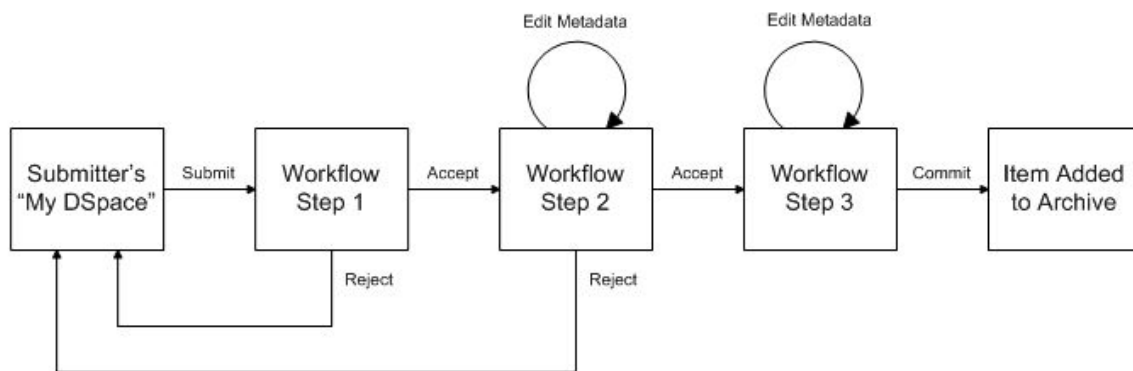 Edit Metadata
Edit Metadata
Submitter's
“My DSpace”
Submit
Workflow
Step 1
Accept
Workflow
Step 2
Accept
Workflow
Step 3
Commit
Item Added
to Archive
Reject
Reject